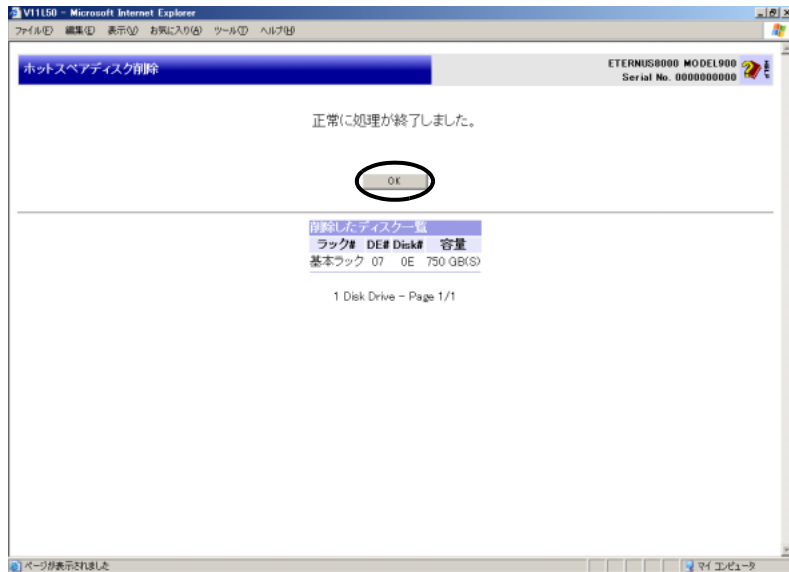 V11L50 - Microsoft Internet Explorer
ファイル(F) 編集(E) 表示(V) お気に入り(A) ツール(T) ヘルプ(H)
ホットスペアディスク削除
ETERNUS8000 MODEL900
Serial No. 0000000000
HELP
正常に処理が終了しました。
OK
削除したディスク一覧
ラック# DE# Disk# 容量
基本ラック 07 0E 750 GB(S)
1 Disk Drive - Page 1/1
ページが表示されました
マイ コンピュータ